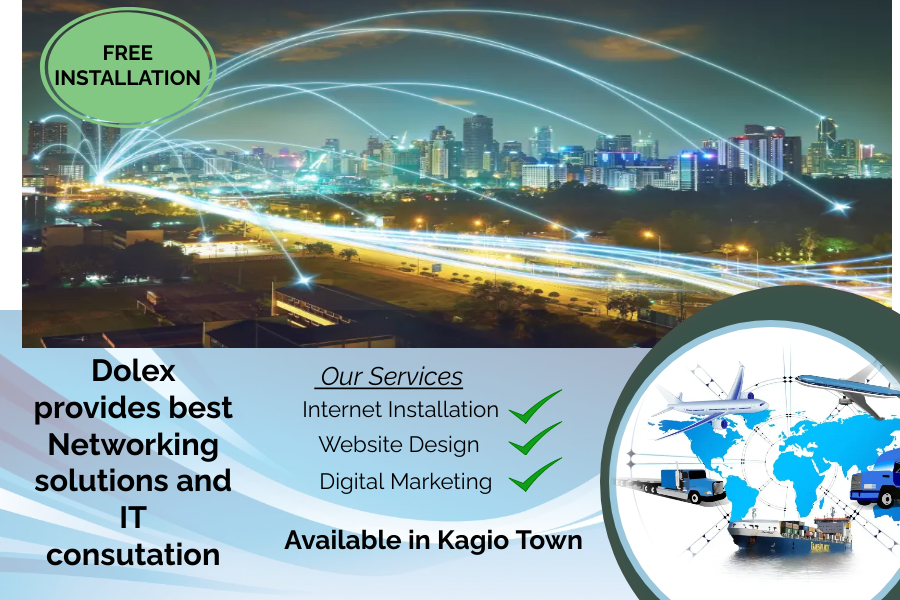 FREE
INSTALLATION
Dolex
provides best
Networking
solutions and
IT
consutation
Our Services
Internet Installation
Website Design
Digital Marketing
Available in Kagio Town